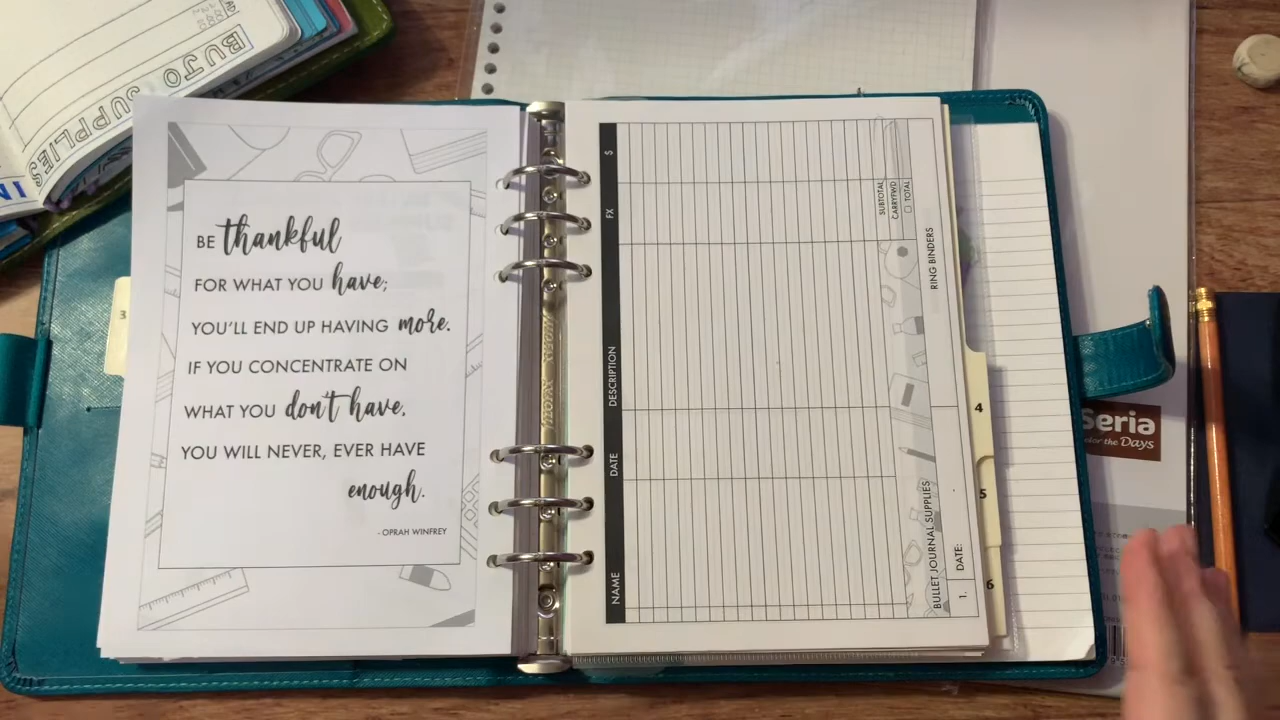 BUJO SUPPLIES
IN
3
BE thankful
FOR WHAT YOU have;
YOU'LL END UP HAVING more.
IF YOU CONCENTRATE ON
WHAT YOU don't have,
YOU WILL NEVER, EVER HAVE
enough.
- OPRAH WINFREY
FILOFAX
NAME DATE DESCRIPTION FX $
SUBTOTAL
CARRYFWD
TOTAL
BULLET JOURNAL SUPPLIES RING BINDERS
1. DATE:
4
5
6
Seria
Color the Days